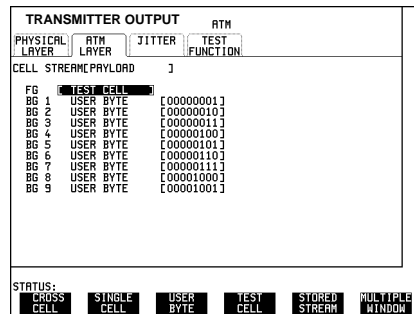 TRANSMITTER OUTPUT ATM
PHYSICAL LAYER ATM LAYER JITTER TEST FUNCTION
CELL STREAM[PAYLOAD ]
FG [ TEST CELL ]
BG 1 USER BYTE [00000001]
BG 2 USER BYTE [00000010]
BG 3 USER BYTE [00000011]
BG 4 USER BYTE [00000100]
BG 5 USER BYTE [00000101]
BG 6 USER BYTE [00000110]
BG 7 USER BYTE [00000111]
BG 8 USER BYTE [00001000]
BG 9 USER BYTE [00001001]
STATUS:
CROSS CELL SINGLE CELL USER BYTE TEST CELL STORED STREAM MULTIPLE WINDOW